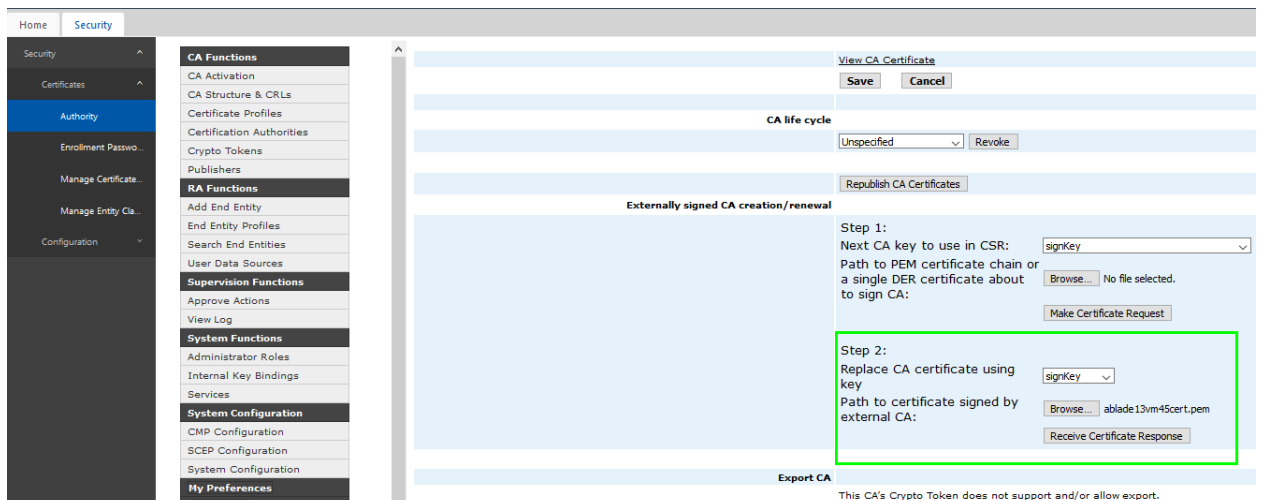 Home
Security
Security
Certificates
Authority
Enrollment Passwo...
Manage Certificate...
Manage Entity Cla...
Configuration
CA Functions
CA Activation
CA Structure & CRLs
Certificate Profiles
Certification Authorities
Crypto Tokens
Publishers
RA Functions
Add End Entity
End Entity Profiles
Search End Entities
User Data Sources
Supervision Functions
Approve Actions
View Log
System Functions
Administrator Roles
Internal Key Bindings
Services
System Configuration
CMP Configuration
SCEP Configuration
System Configuration
My Preferences
View CA Certificate
Save Cancel
CA life cycle
Unspecified Revoke
Republish CA Certificates
Externally signed CA creation/renewal
Step 1:
Next CA key to use in CSR: signKey
Path to PEM certificate chain or
a single DER certificate about
to sign CA:
Browse... No file selected.
Make Certificate Request
Step 2:
Replace CA certificate using
key
signKey
Path to certificate signed by
external CA:
Browse... ablade13vm45cert.pem
Receive Certificate Response
Export CA
This CA's Crypto Token does not support and/or allow export.